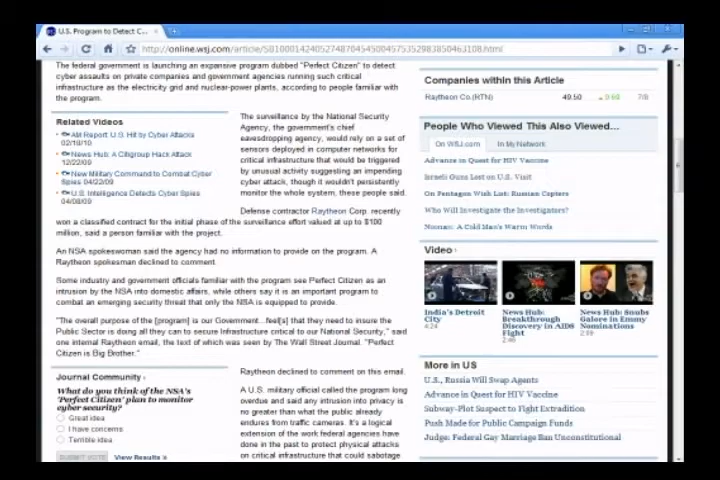 U.S. Program to Detect C...
http://online.wsj.com/article/SB10001424052748704545004575352983850463108.html
The federal government is launching an expansive program dubbed "Perfect Citizen" to detect
cyber assaults on private companies and government agencies running such critical
infrastructure as the electricity grid and nuclear-power plants, according to people familiar with
the program.
Related Videos
AM Report: U.S. Hit by Cyber Attacks
02/18/10
News Hub: A Citigroup Hack Attack
12/22/09
New Military Command to Combat Cyber
Spies 04/22/09
U.S. Intelligence Detects Cyber Spies
04/08/09
The surveillance by the National Security
Agency, the government's chief
eavesdropping agency, would rely on a set of
sensors deployed in computer networks for
critical infrastructure that would be triggered
by unusual activity suggesting an impending
cyber attack, though it wouldn't persistently
monitor the whole system, these people said.
Defense contractor Raytheon Corp. recently
won a classified contract for the initial phase of the surveillance effort valued at up to $100
million, said a person familiar with the project.
An NSA spokeswoman said the agency had no information to provide on the program. A
Raytheon spokesman declined to comment.
Some industry and government officials familiar with the program see Perfect Citizen as an
intrusion by the NSA into domestic affairs, while others say it is an important program to
combat an emerging security threat that only the NSA is equipped to provide.
"The overall purpose of the [program] is our Government...feel[s] that they need to insure the
Public Sector is doing all they can to secure Infrastructure critical to our National Security," said
one internal Raytheon email, the text of which was seen by The Wall Street Journal. "Perfect
Citizen is Big Brother."
Journal Community
What do you think of the NSA's
'Perfect Citizen' plan to monitor
cyber security?
Great idea
I have concerns
Terrible idea
SUBMIT VOTE View Results »
Raytheon declined to comment on this email.
A U.S. military official called the program long
overdue and said any intrusion into privacy is
no greater than what the public already
endures from traffic cameras. It's a logical
extension of the work federal agencies have
done in the past to protect physical attacks
on critical infrastructure that could sabotage
Companies within this Article
Raytheon Co.(RTN) 49.50 0.60 7/8
People Who Viewed This Also Viewed...
On WSJ.com In My Network
Advance in Quest for HIV Vaccine
Israeli Guns Lost on U.S. Visit
On Pentagon Wish List: Russian Copters
Who Will Investigate the Investigators?
Noonan: A Cold Man's Warm Words
Video
India's Detroit
City
4:24
News Hub:
Breakthrough
Discovery in AIDS
Fight
2:46
News Hub: Snubs
Galore in Emmy
Nominations
More in US
U.S., Russia Will Swap Agents
Advance in Quest for HIV Vaccine
Subway-Plot Suspect to Fight Extradition
Push Made for Public Campaign Funds
Judge: Federal Gay Marriage Ban Unconstitutional